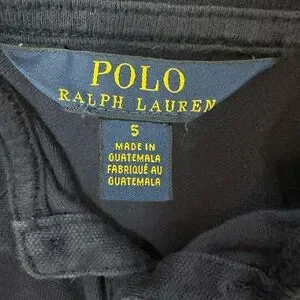 POLO
RALPH LAUREN
5
MADE IN
GUATEMALA
FABRIQUÉ AU
GUATEMALA